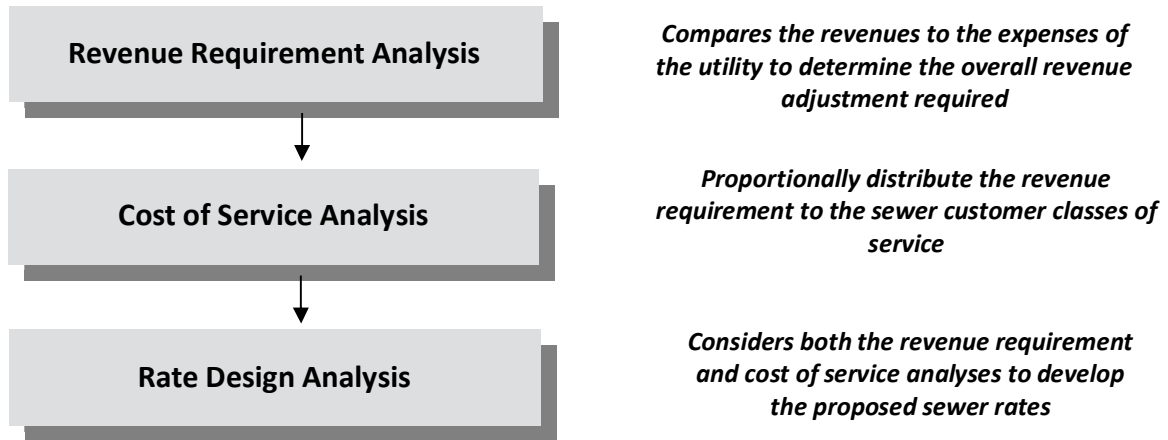 Revenue Requirement Analysis
Compares the revenues to the expenses of
the utility to determine the overall revenue
adjustment required
Cost of Service Analysis
Proportionally distribute the revenue
requirement to the sewer customer classes of
service
Rate Design Analysis
Considers both the revenue requirement
and cost of service analyses to develop
the proposed sewer rates